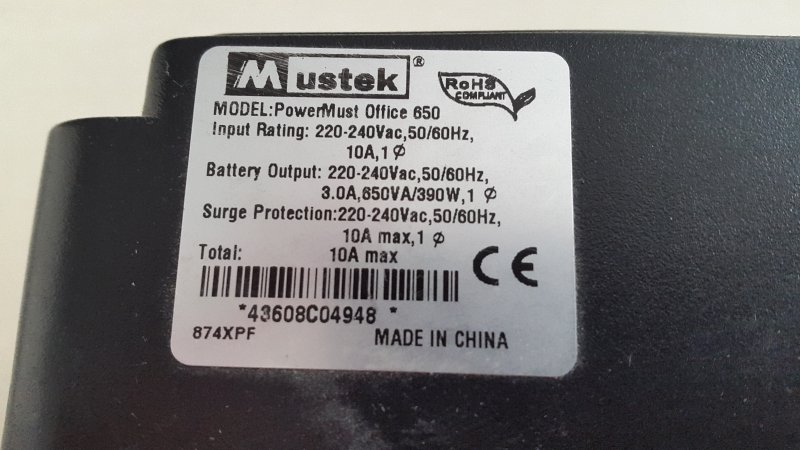 Mustek ®
RoHS
COMPLIANT
MODEL:PowerMust Office 650
Input Rating: 220-240Vac,50/60Hz,
10A,1 φ
Battery Output: 220-240Vac,50/60Hz,
3.0A,650VA/390W,1 φ
Surge Protection:220-240Vac,50/60Hz,
10A max,1 φ
Total: 10A max
CE
*43608C04948 *
874XPF MADE IN CHINA